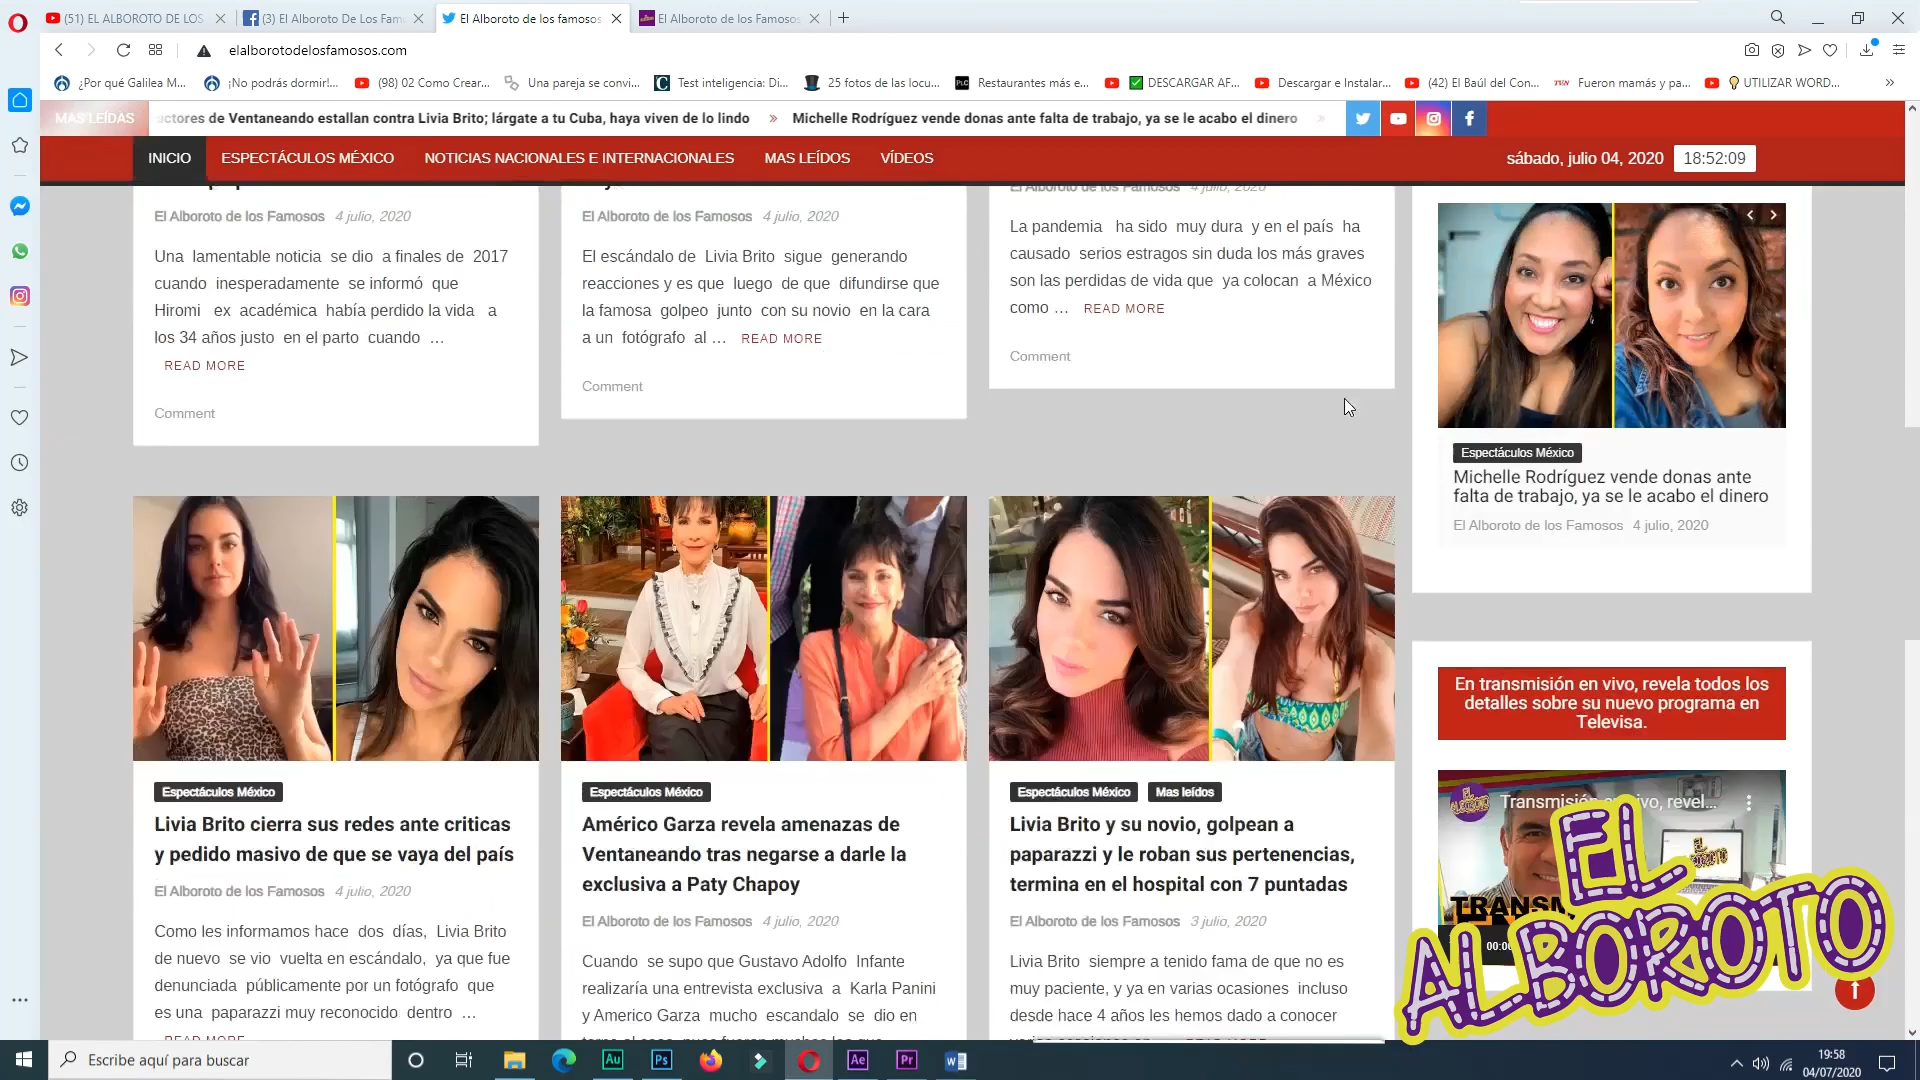 (51) EL ALBOROTO DE LOS
(3) El Alboroto De Los Fam
El Alboroto de los famosos
El Alboroto de los Famosos
elalborotodelosfamosos.com
¿Por qué Galilea M...
¡No podrás dormir!...
(98) 02 Como Crear...
Una pareja se convi...
Test inteligencia: Di...
25 fotos de las locu...
Restaurantes más e...
DESCARGAR AF...
Descargar e Instalar...
(42) El Baúl del Con...
Fueron mamás y pa...
UTILIZAR WORD...
MAS LEÍDAS
uctores de Ventaneando estallan contra Livia Brito; lárgate a tu Cuba, haya viven de lo lindo » Michelle Rodríguez vende donas ante falta de trabajo, ya se le acabo el dinero »
INICIO ESPECTÁCULOS MÉXICO NOTICIAS NACIONALES E INTERNACIONALES MAS LEÍDOS VÍDEOS
sábado, julio 04, 2020 18:52:09
El Alboroto de los Famosos 4 julio, 2020
Una lamentable noticia se dio a finales de 2017
cuando inesperadamente se informó que
Hiromi ex académica había perdido la vida a
los 34 años justo en el parto cuando …
READ MORE
Comment
El Alboroto de los Famosos 4 julio, 2020
El escándalo de Livia Brito sigue generando
reacciones y es que luego de que difundirse que
la famosa golpeo junto con su novio en la cara
a un fotógrafo al … READ MORE
Comment
El Alboroto de los Famosos 4 julio, 2020
La pandemia ha sido muy dura y en el país ha
causado serios estragos sin duda los más graves
son las perdidas de vida que ya colocan a México
como … READ MORE
Comment
Espectáculos México
Michelle Rodríguez vende donas ante
falta de trabajo, ya se le acabo el dinero
El Alboroto de los Famosos 4 julio, 2020
Espectáculos México
Livia Brito cierra sus redes ante criticas
y pedido masivo de que se vaya del país
El Alboroto de los Famosos 4 julio, 2020
Como les informamos hace dos días, Livia Brito
de nuevo se vio vuelta en escándalo, ya que fue
denunciada públicamente por un fotógrafo que
es una paparazzi muy reconocido dentro …
READ MORE
Espectáculos México
Américo Garza revela amenazas de
Ventaneando tras negarse a darle la
exclusiva a Paty Chapoy
El Alboroto de los Famosos 4 julio, 2020
Cuando se supo que Gustavo Adolfo Infante
realizaría una entrevista exclusiva a Karla Panini
y Americo Garza mucho escandalo se dio en
Espectáculos México Mas leídos
Livia Brito y su novio, golpean a
paparazzi y le roban sus pertenencias,
termina en el hospital con 7 puntadas
El Alboroto de los Famosos 3 julio, 2020
Livia Brito siempre a tenido fama de que no es
muy paciente, y ya en varias ocasiones incluso
desde hace 4 años les hemos dado a conocer
En transmisión en vivo, revela todos los
detalles sobre su nuevo programa en
Televisa.
EL ALBOROTO
EL
ALBOROTO
Escribe aquí para buscar
Au
Ps
Ae
Pr
19:58
04/07/2020